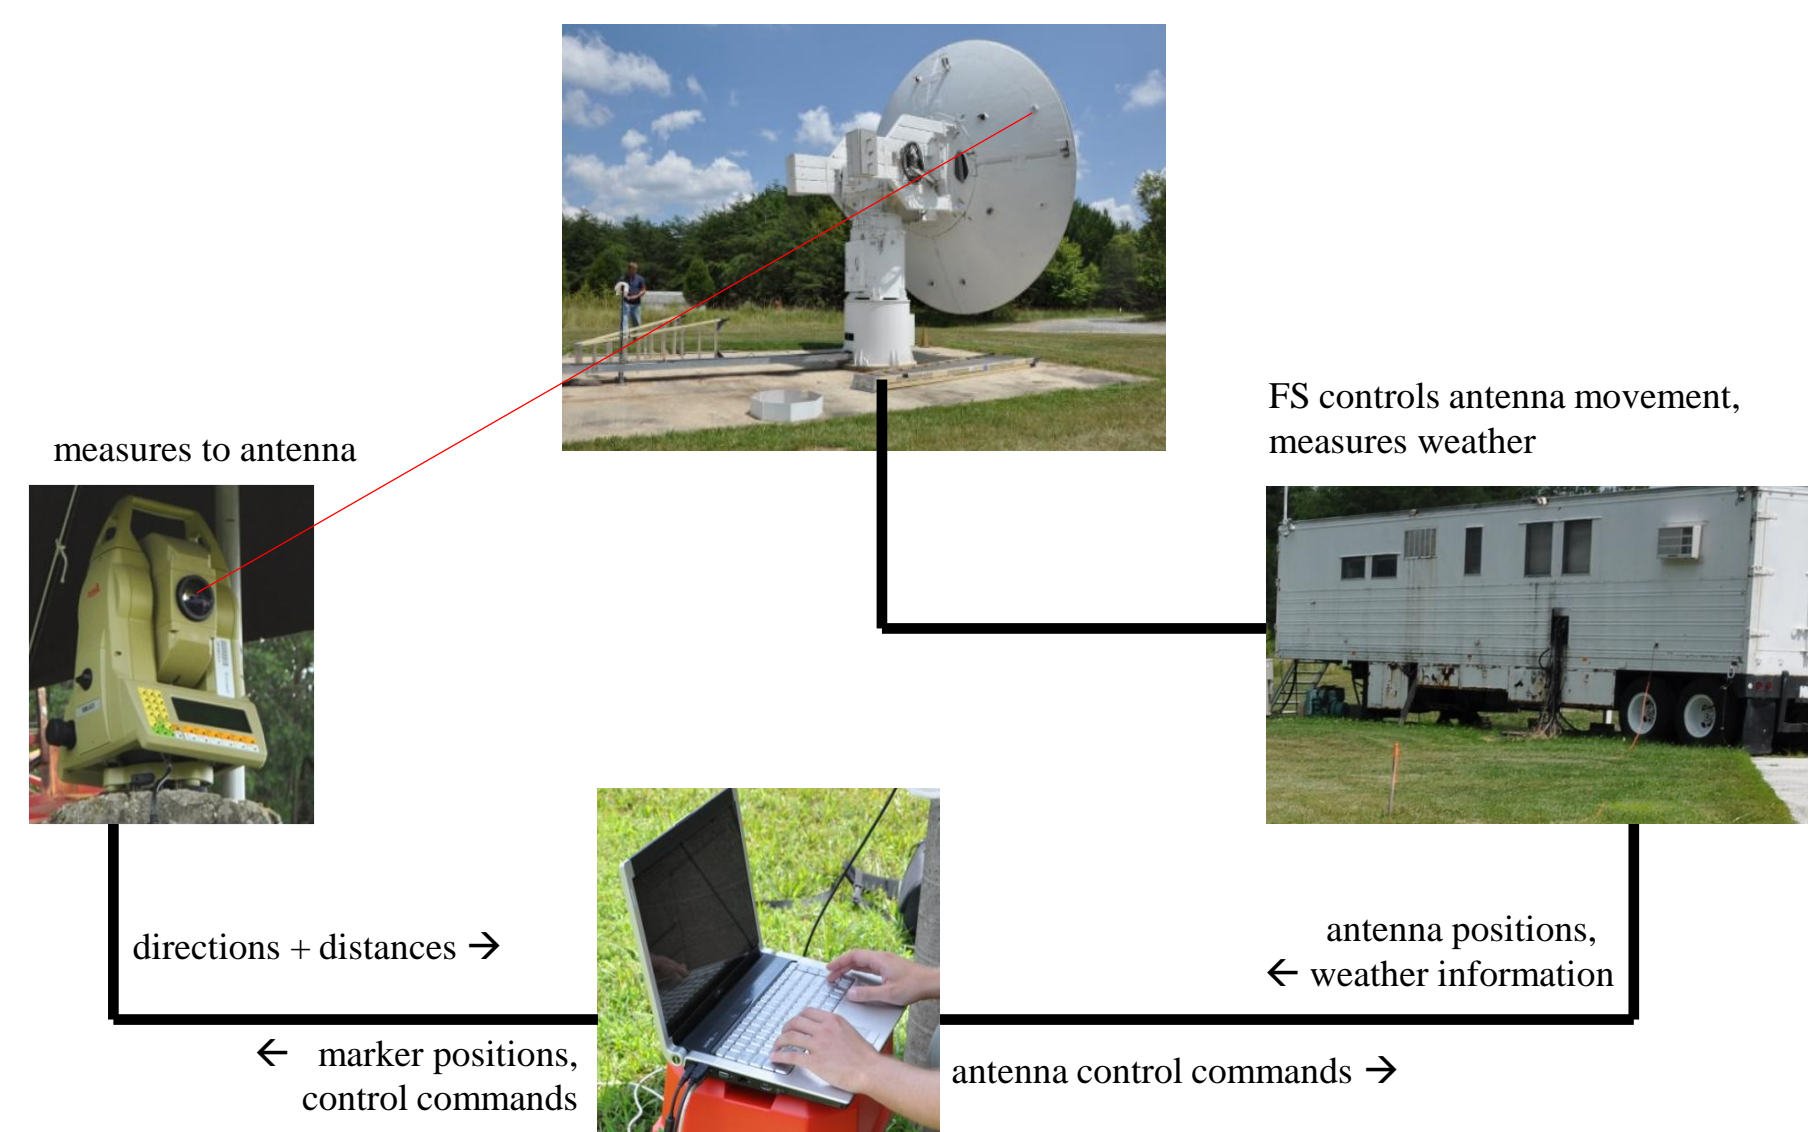 FS controls antenna movement,
measures weather
measures to antenna
directions + distances →
antenna positions,
← weather information
← marker positions,
control commands
antenna control commands →